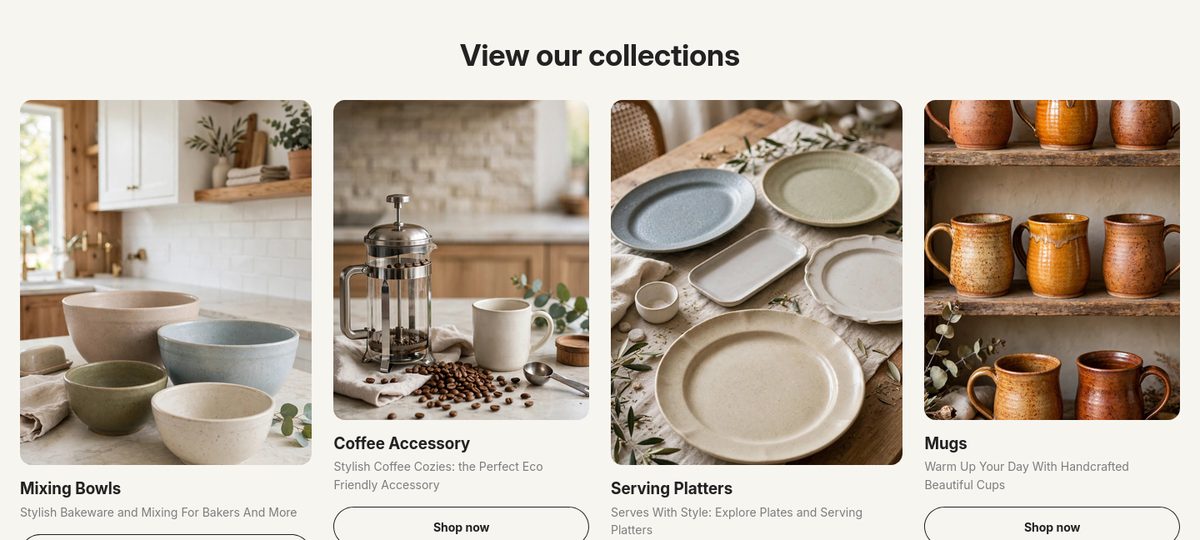 View our collections
Mixing Bowls
Stylish Bakeware and Mixing For Bakers And More
Coffee Accessory
Stylish Coffee Cozies: the Perfect Eco
Friendly Accessory
Shop now
Serving Platters
Serves With Style: Explore Plates and Serving
Platters
Mugs
Warm Up Your Day With Handcrafted
Beautiful Cups
Shop now